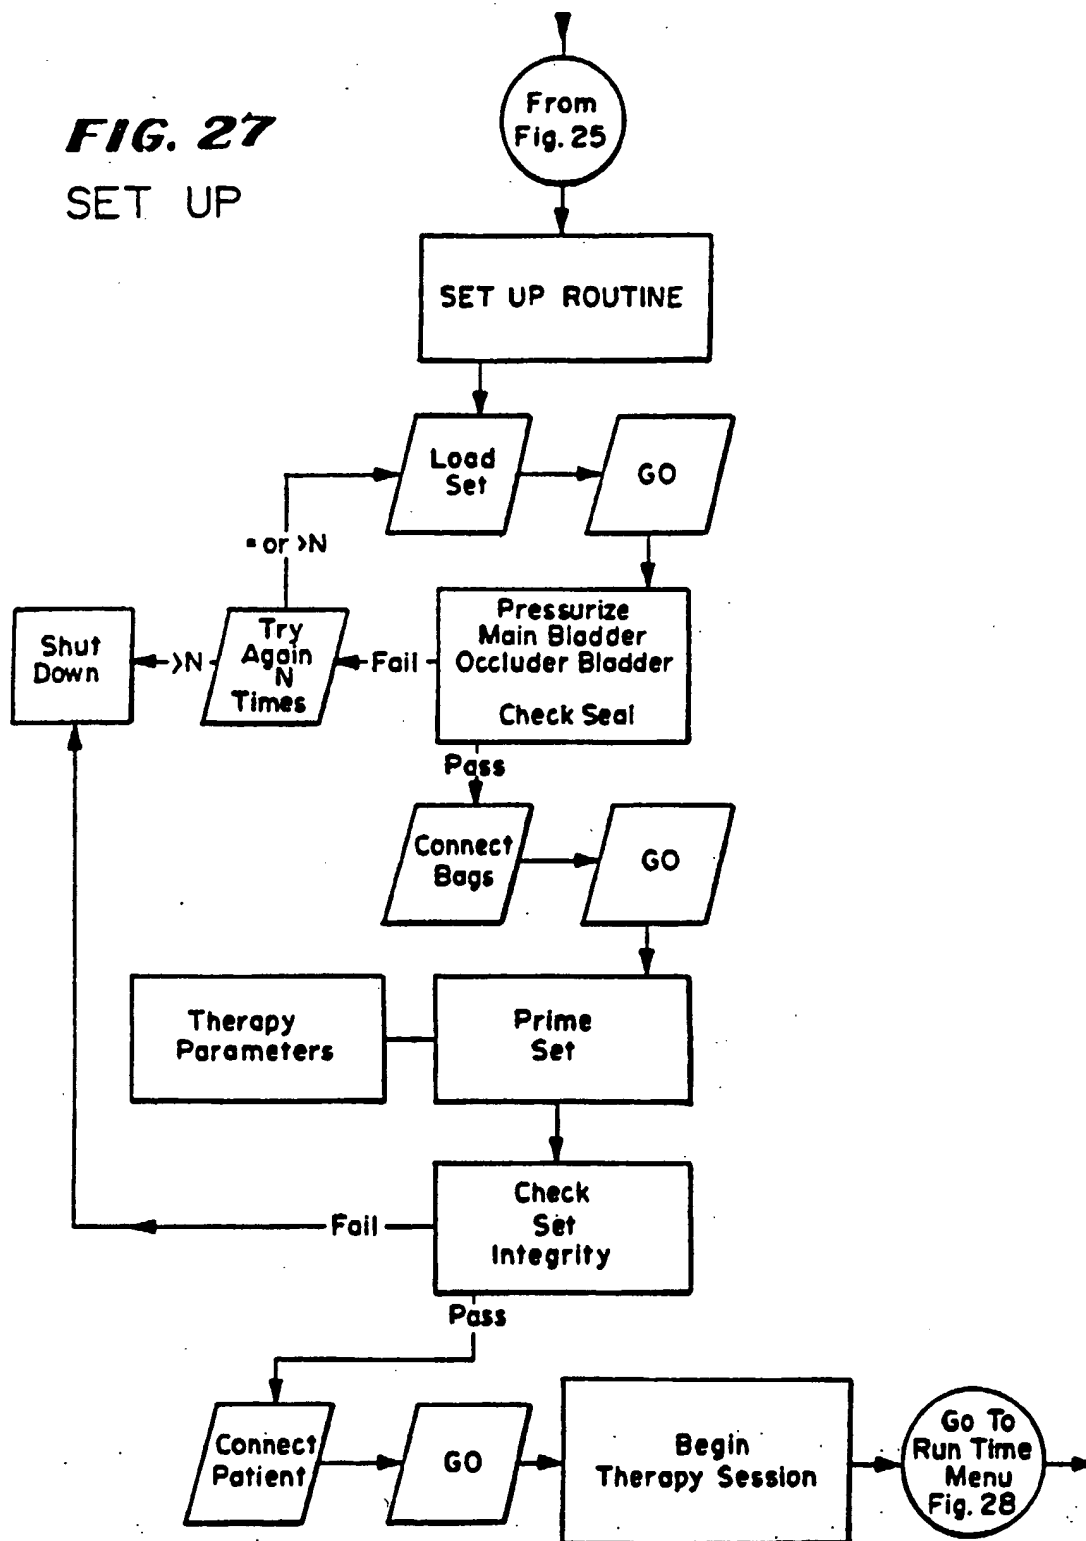 FIG. 27
SET UP
From
Fig. 25
SET UP ROUTINE
Load
Set
GO
= or >N
Pressurize
Main Bladder
Occluder Bladder
Check Seal
Fail
Try
Again
N
Times
>N
Shut
Down
Pass
Connect
Bags
GO
Therapy
Parameters
Prime
Set
Check
Set
Integrity
Fail
Pass
Connect
Patient
GO
Begin
Therapy Session
Go To
Run Time
Menu
Fig. 28